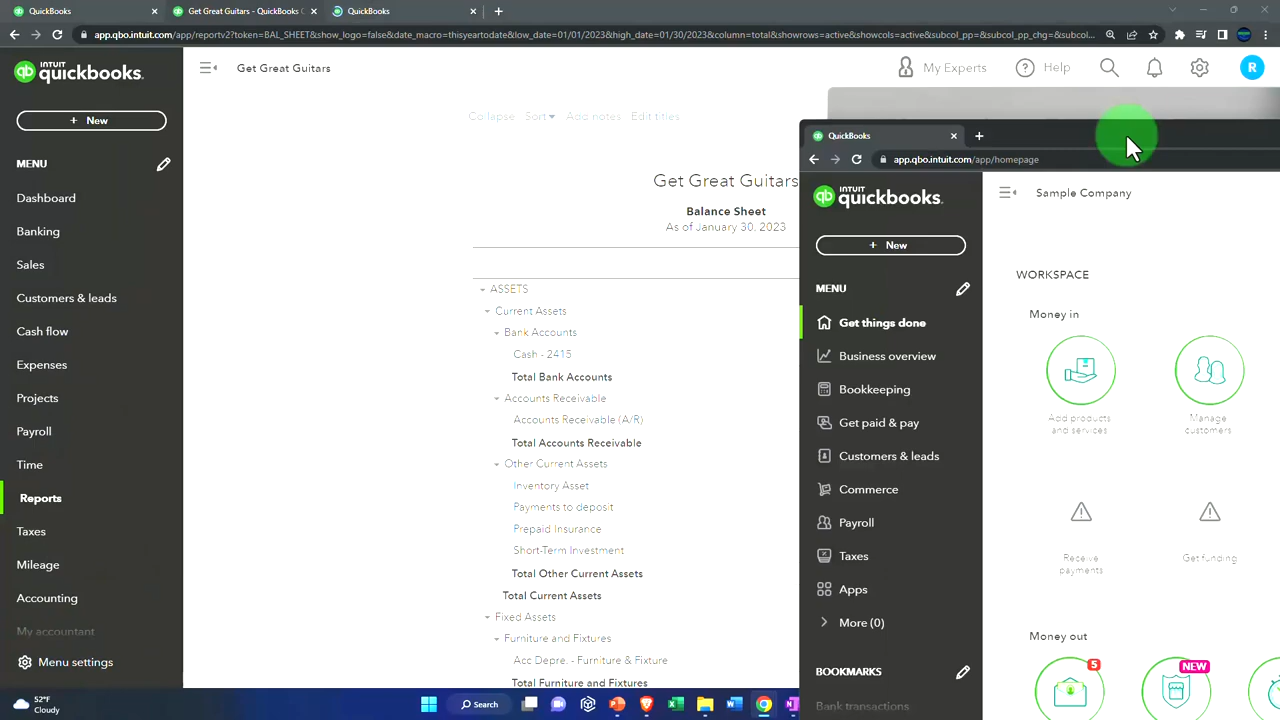 QuickBooks
Get Great Guitars - QuickBooks
QuickBooks
app.qbo.intuit.com/app/reportv2?token=BAL_SHEET&show_logo=false&date_macro=thisyeartodate&low_date=01/01/2023&high_date=01/30/2023&column=total&showrows=active&showcols=active&subcol_pp=&subcol_pp_chg=&subcol...
INTUIT
quickbooks.
+ New
MENU
Dashboard
Banking
Sales
Customers & leads
Cash flow
Expenses
Projects
Payroll
Time
Reports
Taxes
Mileage
Accounting
My accountant
Menu settings
Get Great Guitars
My Experts
Help
R
Collapse Sort Add notes Edit titles
Get Great Guitars
Balance Sheet
As of January 30, 2023
ASSETS
Current Assets
Bank Accounts
Cash - 2415
Total Bank Accounts
Accounts Receivable
Accounts Receivable (A/R)
Total Accounts Receivable
Other Current Assets
Inventory Asset
Payments to deposit
Prepaid Insurance
Short-Term Investment
Total Other Current Assets
Total Current Assets
Fixed Assets
Furniture and Fixtures
Acc Depre. - Furniture & Fixture
Total Furniture and Fixtures
QuickBooks
app.qbo.intuit.com/app/homepage
INTUIT
quickbooks.
+ New
MENU
Get things done
Business overview
Bookkeeping
Get paid & pay
Customers & leads
Commerce
Payroll
Taxes
Apps
More (0)
BOOKMARKS
Bank transactions
Sample Company
WORKSPACE
Money in
Add products
and services
Manage
customers
Receive
payments
Get funding
Money out
5
NEW
52°F
Cloudy
Search